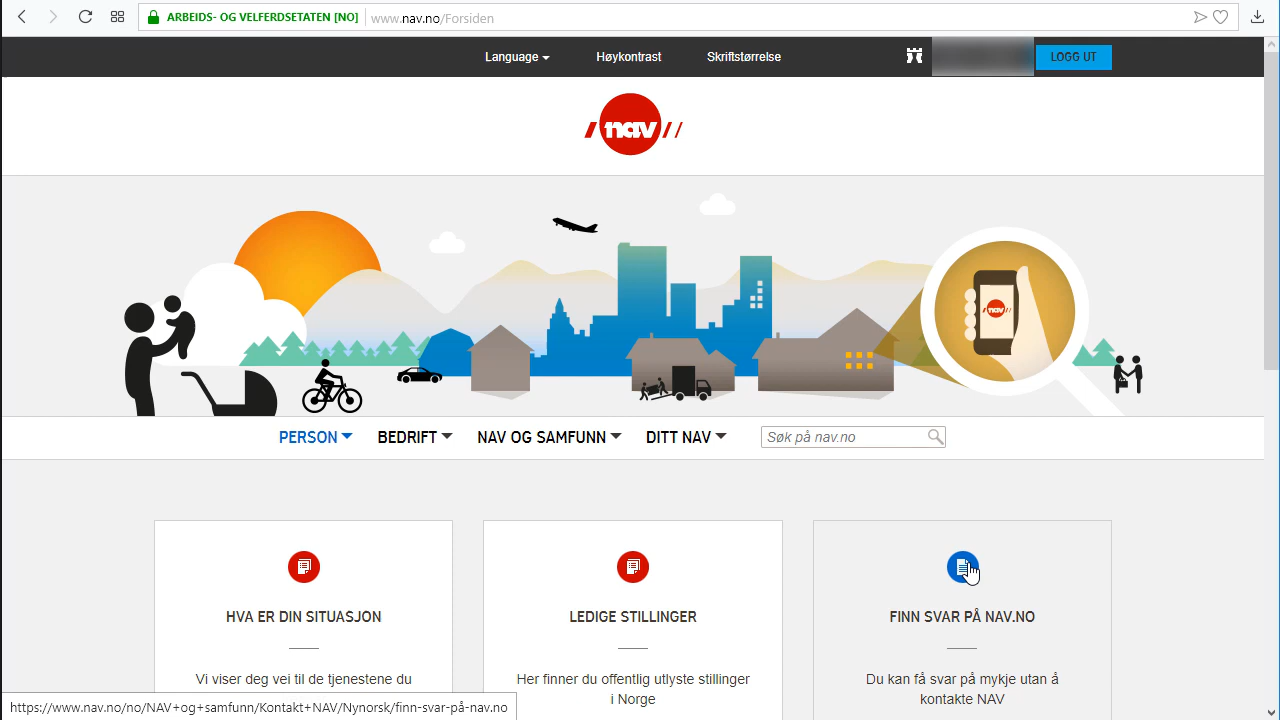 ARBEIDS- OG VELFERDSETATEN [NO] www.nav.no/Forsiden
Language Høykontrast Skriftstørrelse LOGG UT
nav
nav
PERSON BEDRIFT NAV OG SAMFUNN DITT NAV Søk på nav.no
HVA ER DIN SITUASJON
Vi viser deg vei til de tjenestene du
LEDIGE STILLINGER
Her finner du offentlig utlyste stillinger
i Norge
FINN SVAR PÅ NAV.NO
Du kan få svar på mykje utan å
kontakte NAV
https://www.nav.no/no/NAV+og+samfunn/Kontakt+NAV/Nynorsk/finn-svar-på-nav.no